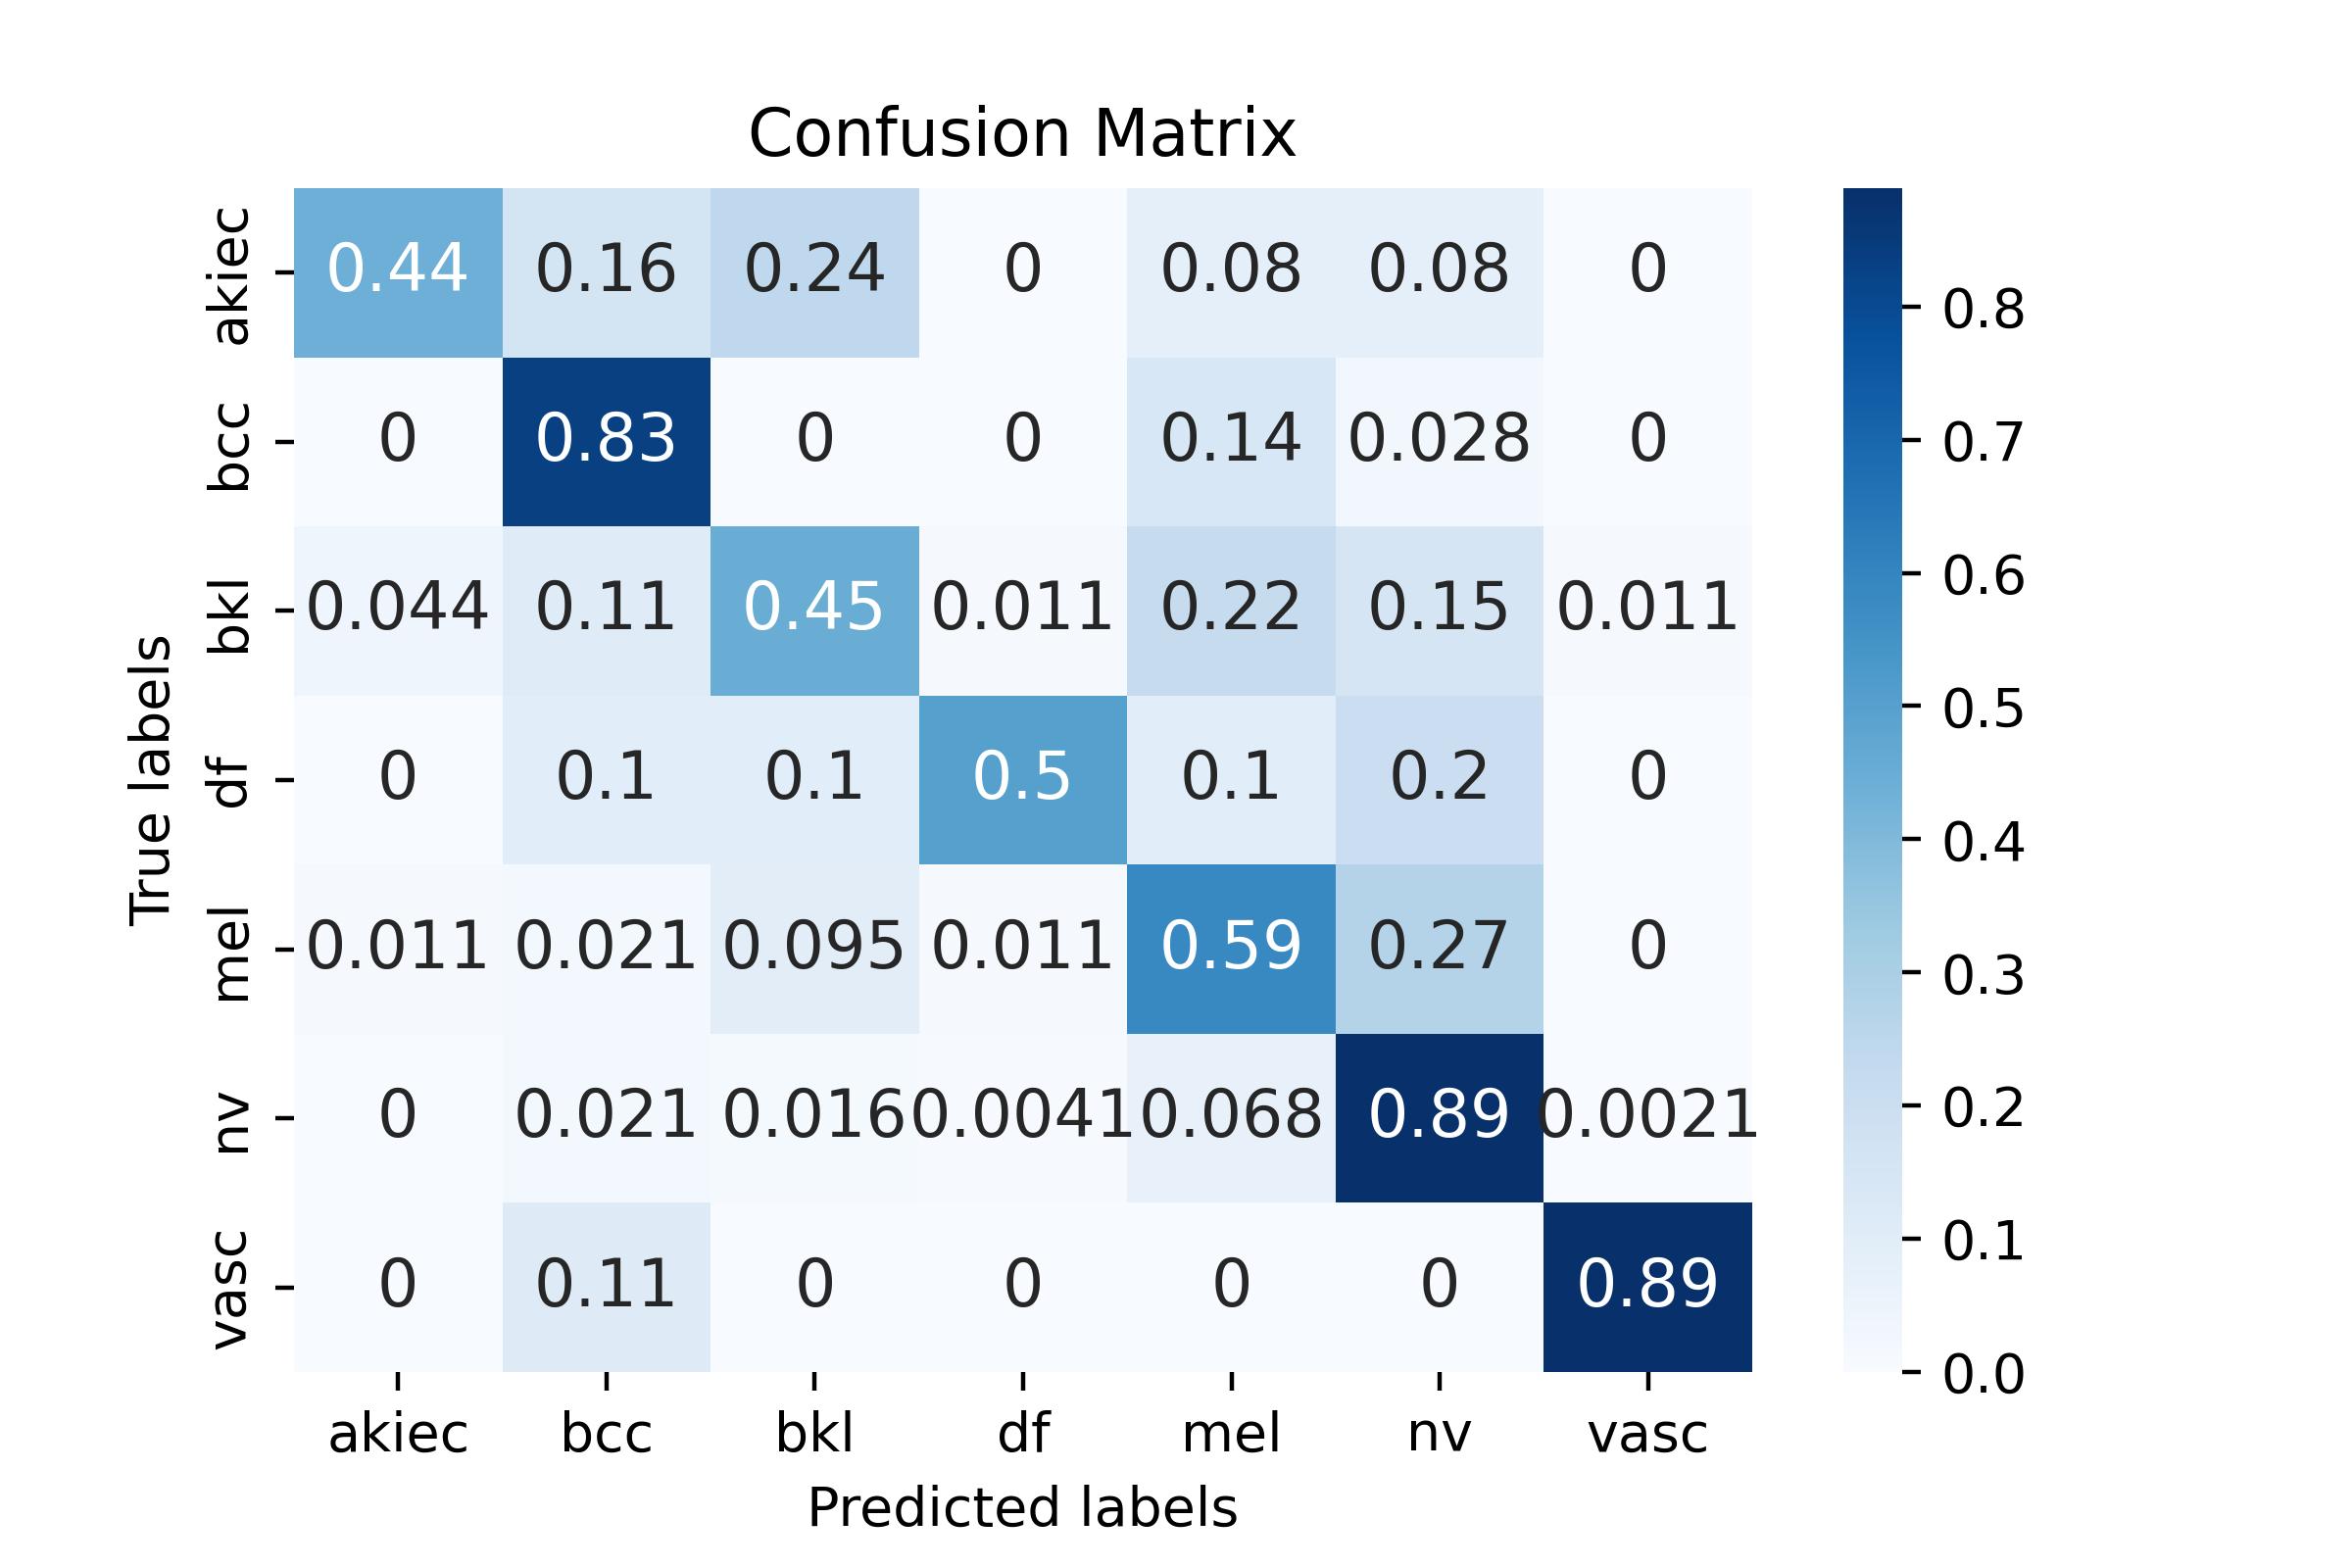 Confusion Matrix
akiec 0.44 0.16 0.24 0 0.08 0.08 0
bcc 0 0.83 0 0 0.14 0.028 0
bkl 0.044 0.11 0.45 0.011 0.22 0.15 0.011
df 0 0.1 0.1 0.5 0.1 0.2 0
mel 0.011 0.021 0.095 0.011 0.59 0.27 0
nv 0 0.021 0.016 0.0041 0.068 0.89 0.0021
vasc 0 0.11 0 0 0 0 0.89
True labels
akiec bcc bkl df mel nv vasc
Predicted labels
0.8
0.7
0.6
0.5
0.4
0.3
0.2
0.1
0.0